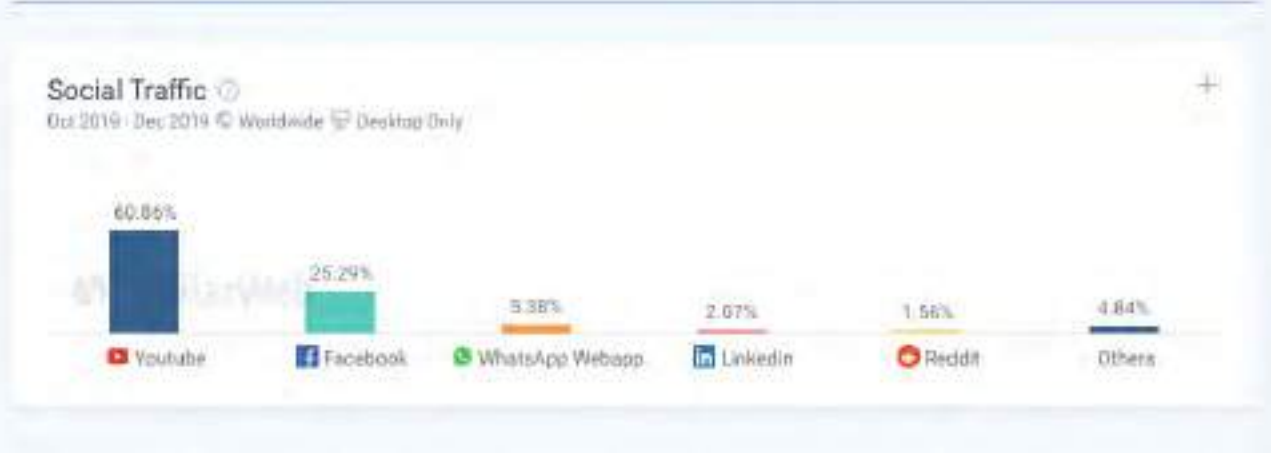 Social Traffic
Oct 2019 - Dec 2019 Worldwide Desktop Only
60.86%
25.29%
5.38%
2.07%
1.56%
4.84%
Youtube
Facebook
WhatsApp Webapp
Linkedin
Reddit
Others